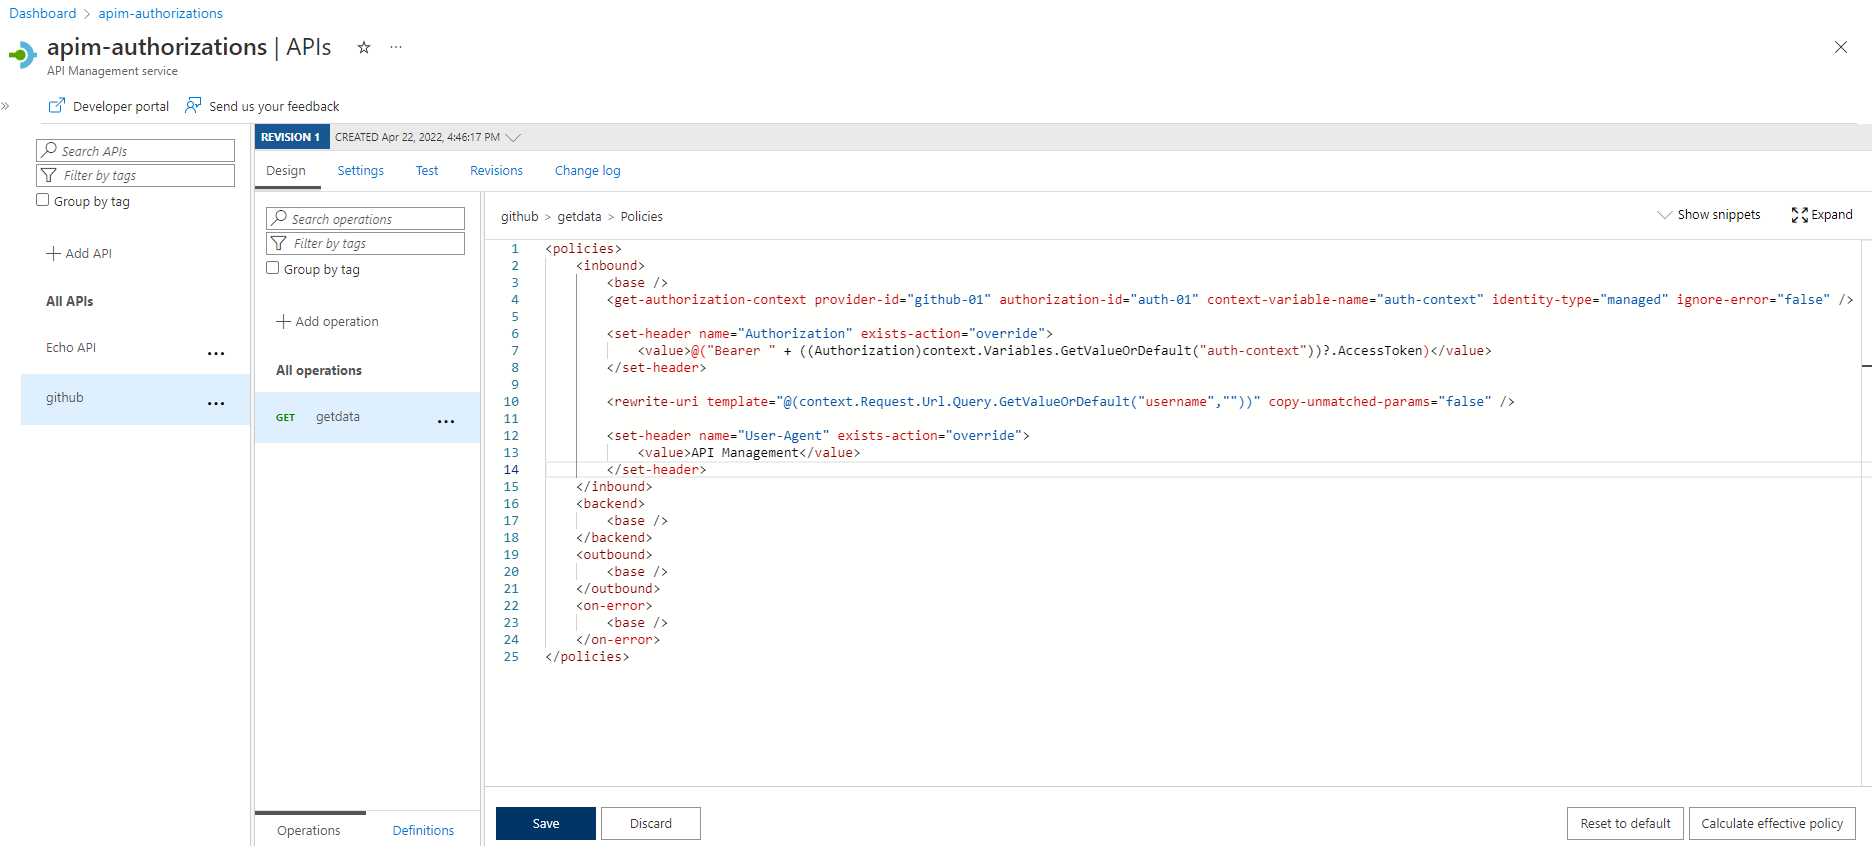 Dashboard > apim-authorizations
apim-authorizations | APIs ☆ ...
API Management service
Developer portal Send us your feedback
Search APIs
Filter by tags
Group by tag
+ Add API
All APIs
Echo API ...
github ...
REVISION 1 CREATED Apr 22, 2022, 4:46:17 PM
Design Settings Test Revisions Change log
Search operations
Filter by tags
Group by tag
+ Add operation
All operations
GET getdata ...
Operations Definitions
github > getdata > Policies
Show snippets Expand
1 <policies>
2 <inbound>
3 <base />
4 <get-authorization-context provider-id="github-01" authorization-id="auth-01" context-variable-name="auth-context" identity-type="managed" ignore-error="false" />
5
6 <set-header name="Authorization" exists-action="override">
7 <value>@("Bearer " + ((Authorization)context.Variables.GetValueOrDefault("auth-context"))?.AccessToken)</value>
8 </set-header>
9
10 <rewrite-uri template="@(context.Request.Url.Query.GetValueOrDefault("username",""))" copy-unmatched-params="false" />
11
12 <set-header name="User-Agent" exists-action="override">
13 <value>API Management</value>
14 </set-header>
15 </inbound>
16 <backend>
17 <base />
18 </backend>
19 <outbound>
20 <base />
21 </outbound>
22 <on-error>
23 <base />
24 </on-error>
25 </policies>
Save Discard
Reset to default Calculate effective policy